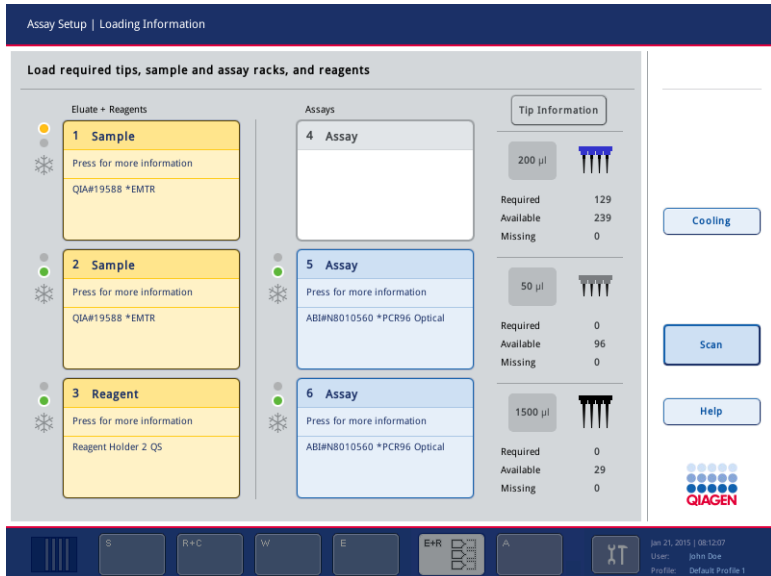 Assay Setup | Loading Information
Load required tips, sample and assay racks, and reagents
Eluate + Reagents
Assays
Tip Information
1 Sample
Press for more information
QIA#19588 *EMTR
4 Assay
200 µl
Required 129
Available 239
Missing 0
Cooling
2 Sample
Press for more information
QIA#19588 *EMTR
5 Assay
Press for more information
ABI#N8010560 *PCR96 Optical
50 µl
Required 0
Available 96
Missing 0
Scan
3 Reagent
Press for more information
Reagent Holder 2 QS
6 Assay
Press for more information
ABI#N8010560 *PCR96 Optical
1500 µl
Required 0
Available 29
Missing 0
Help
QIAGEN
S
R+C
W
E
E+R
A
Jan 21, 2015 | 08:12:07
User: John Doe
Profile: Default Profile 1